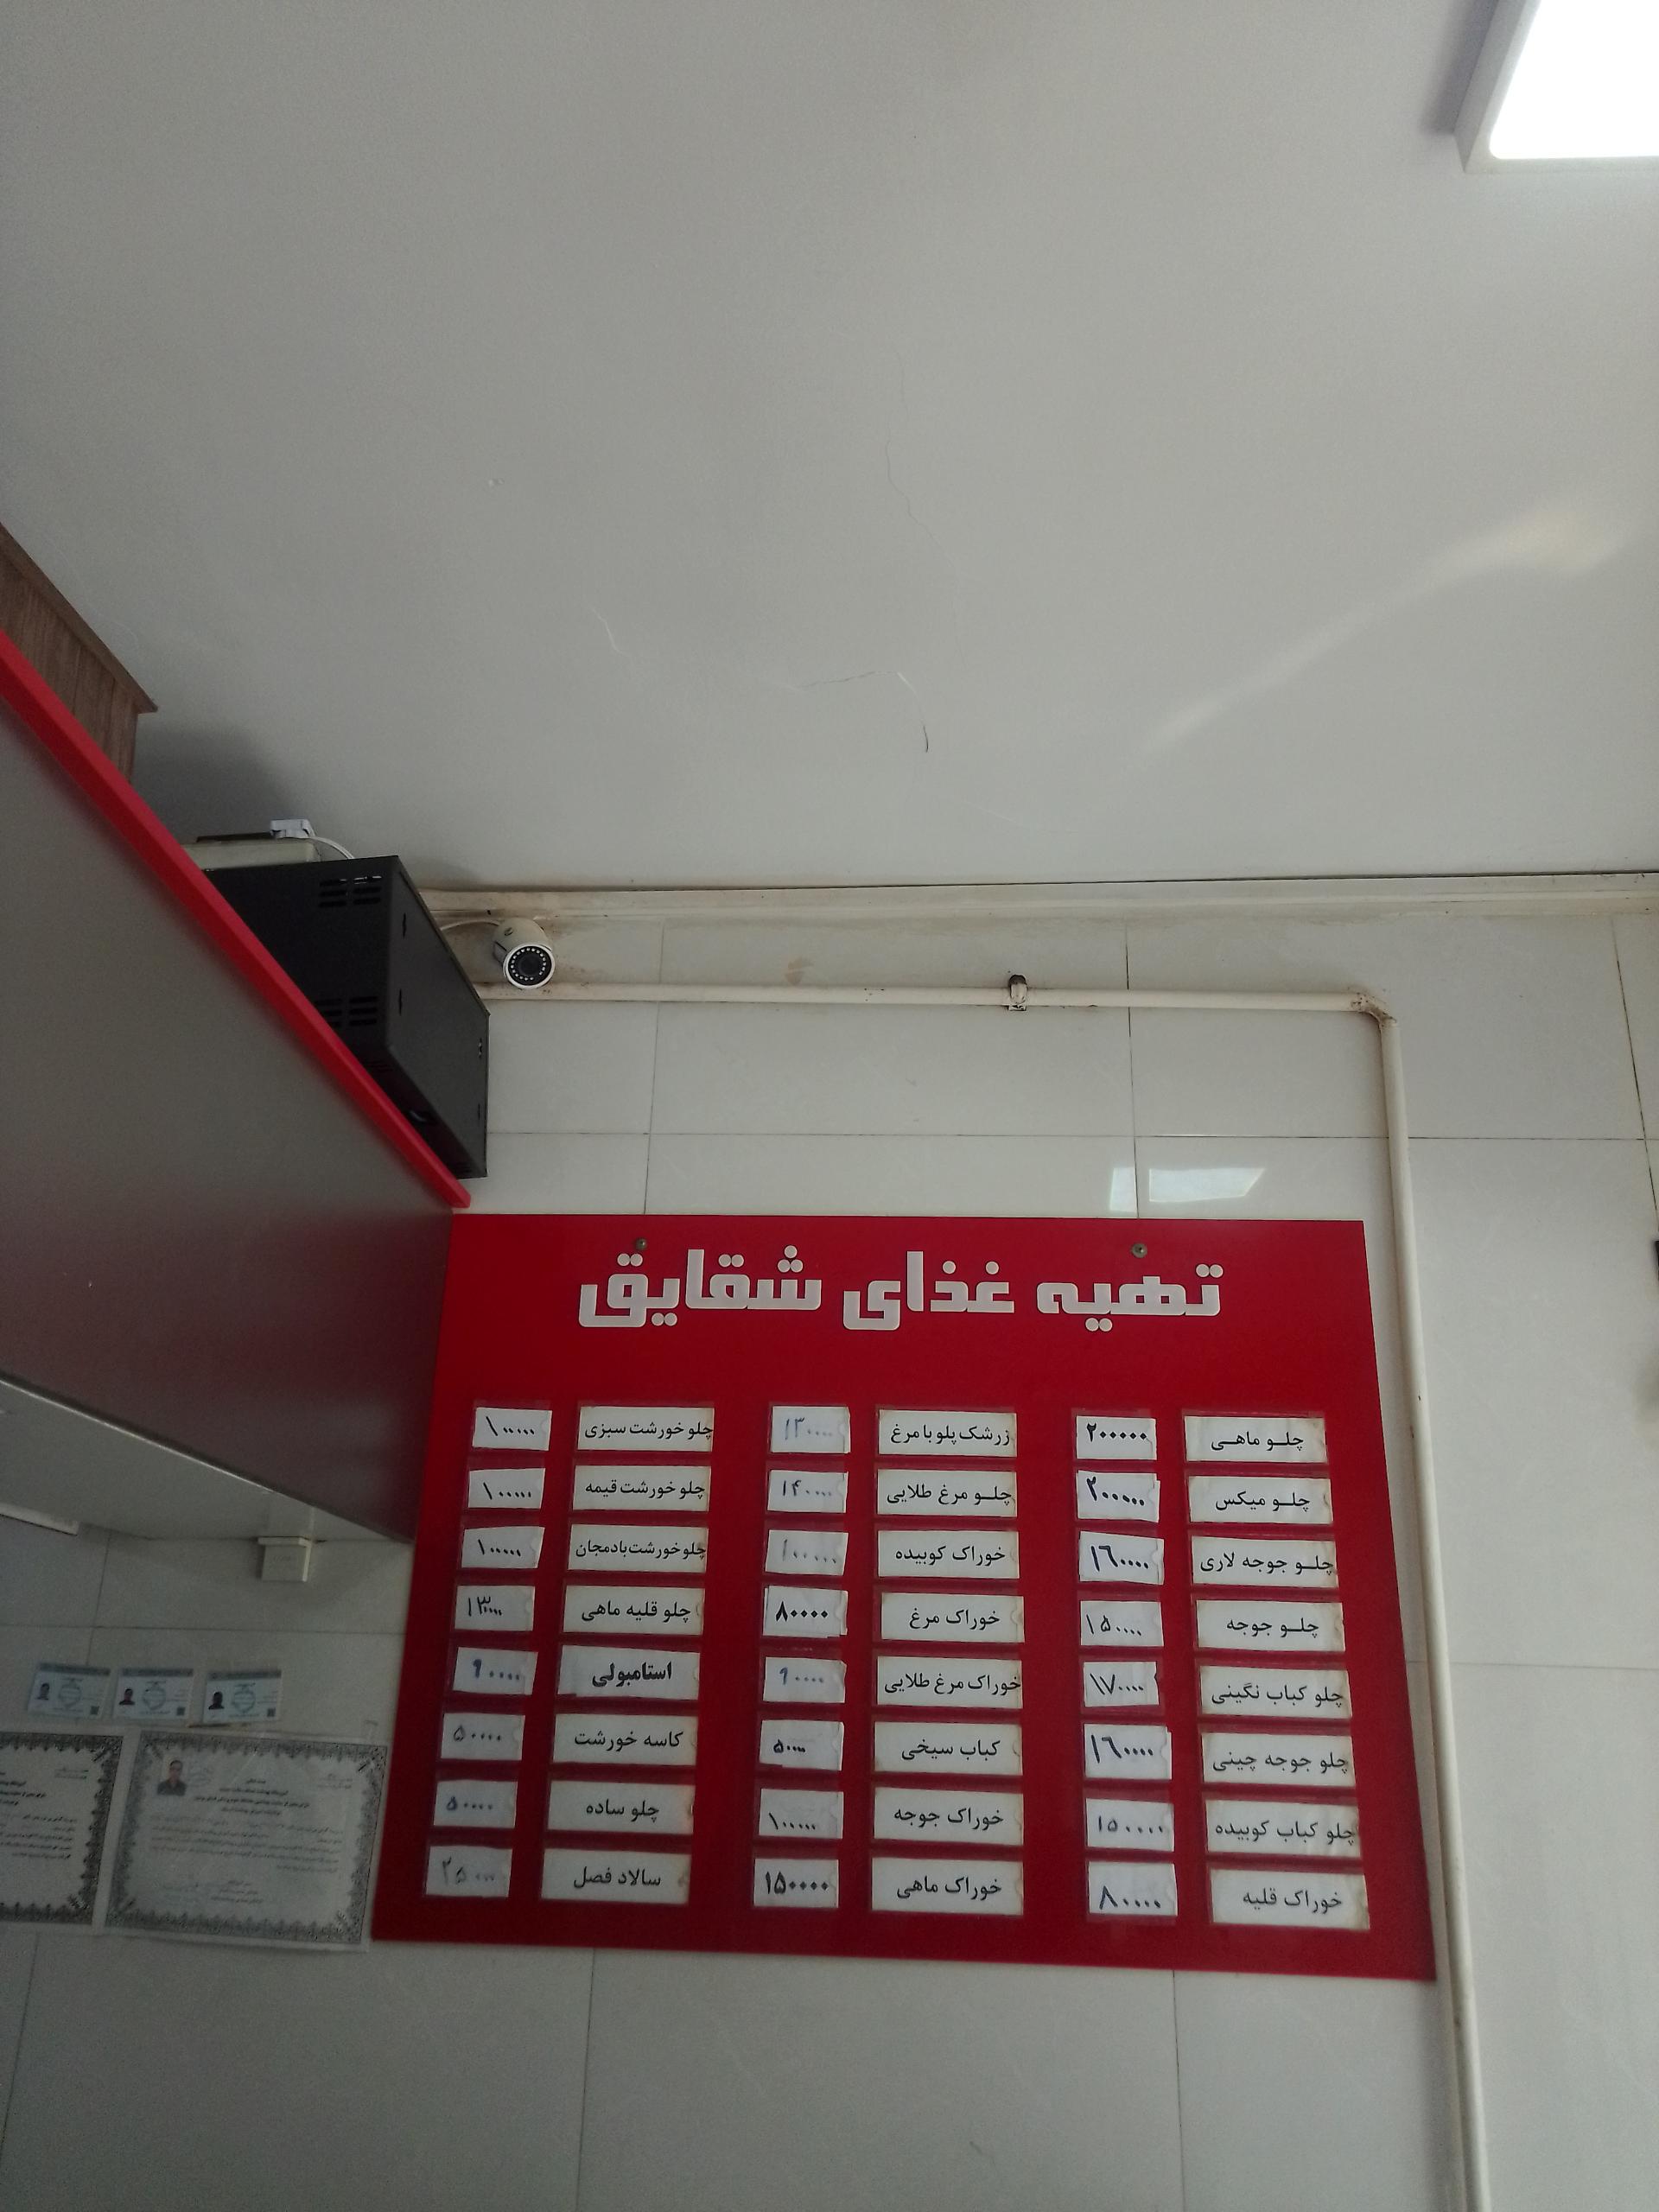 تهیه غذای شقایق
چلو ماهی ۲۰۰۰۰۰
چلو میکس ۲۰۰۰۰۰
چلو جوجه لاری ۱۶۰۰۰۰
چلو جوجه ۱۵۰۰۰۰
چلو کباب نگینی ۱۷۰۰۰۰
چلو جوجه چینی ۱۶۰۰۰۰
چلو کباب کوبیده ۱۵۰۰۰۰
خوراک قلیه ۸۰۰۰۰
زرشک پلو با مرغ ۱۳۰۰۰۰
چلو مرغ طلایی ۱۴۰۰۰۰
خوراک کوبیده ۱۰۰۰۰۰
خوراک مرغ ۸۰۰۰۰
خوراک مرغ طلایی ۹۰۰۰۰
کباب سیخی ۵۰۰۰۰
خوراک جوجه ۱۰۰۰۰۰
خوراک ماهی ۱۵۰۰۰۰
چلو خورشت سبزی ۱۰۰۰۰۰
چلو خورشت قیمه ۱۰۰۰۰۰
چلو خورشت بادمجان ۱۰۰۰۰۰
چلو قلیه ماهی ۱۳۰۰۰۰
استامبولی ۹۰۰۰۰
کاسه خورشت ۵۰۰۰۰
چلو ساده ۵۰۰۰۰
سالاد فصل ۲۵۰۰۰